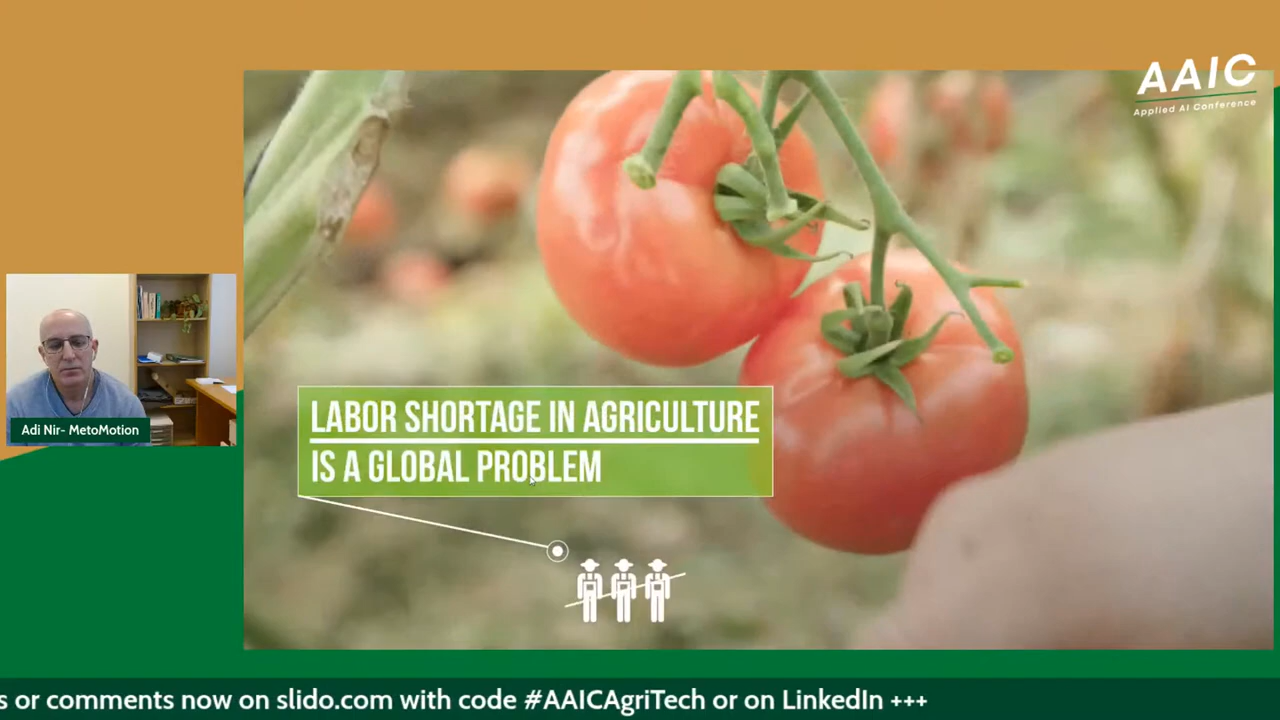 AAIC
Applied AI Conference
LABOR SHORTAGE IN AGRICULTURE
IS A GLOBAL PROBLEM
Adi Nir- MetoMotion
s or comments now on slido.com with code #AAICAgriTech or on LinkedIn +++